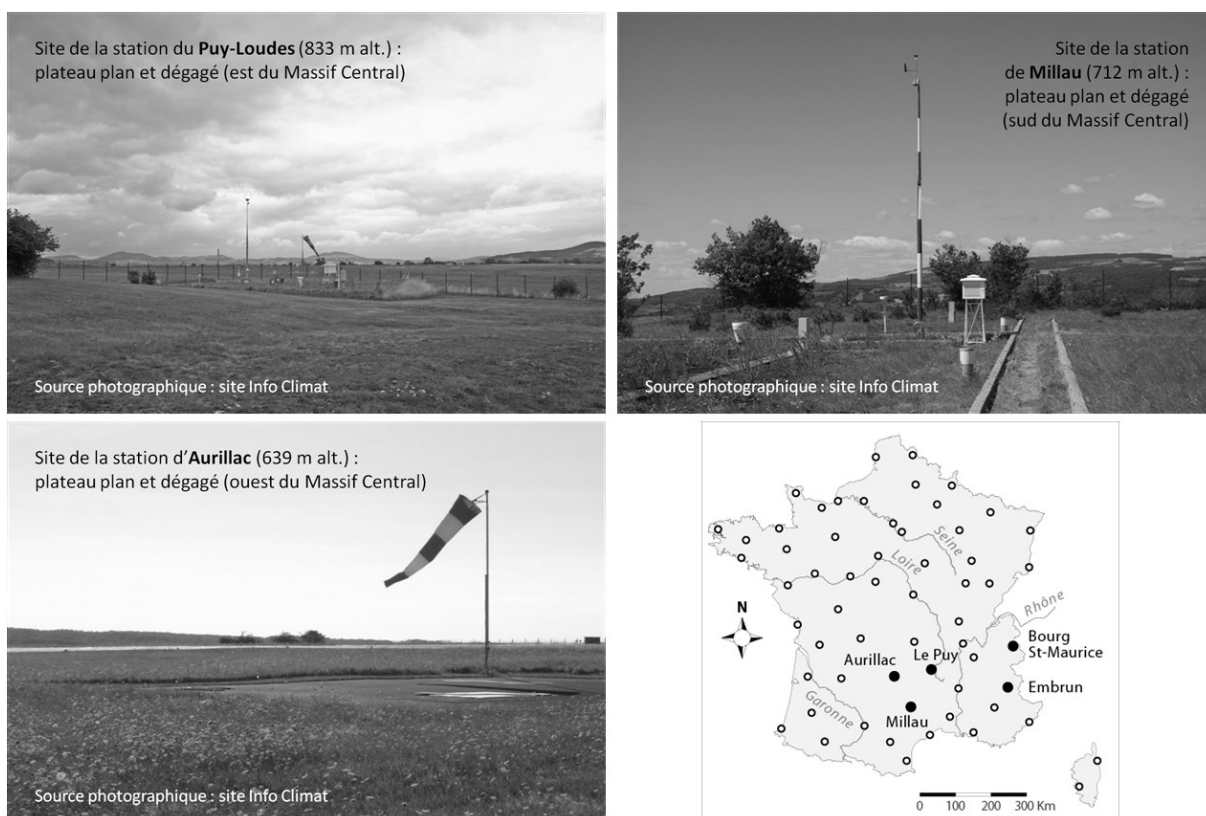 Site de la station du Puy-Loudes (833 m alt.) :
plateau plan et dégagé (est du Massif Central)
Source photographique : site Info Climat
Site de la station
de Millau (712 m alt.) :
plateau plan et dégagé
(sud du Massif Central)
Source photographique : site Info Climat
Site de la station d’Aurillac (639 m alt.) :
plateau plan et dégagé (ouest du Massif Central)
Source photographique : site Info Climat
Seine
Loire
N
Rhône
Bourg
St-Maurice
Le Puy
Aurillac
Embrun
Garonne
Millau
0 100 200 300 Km